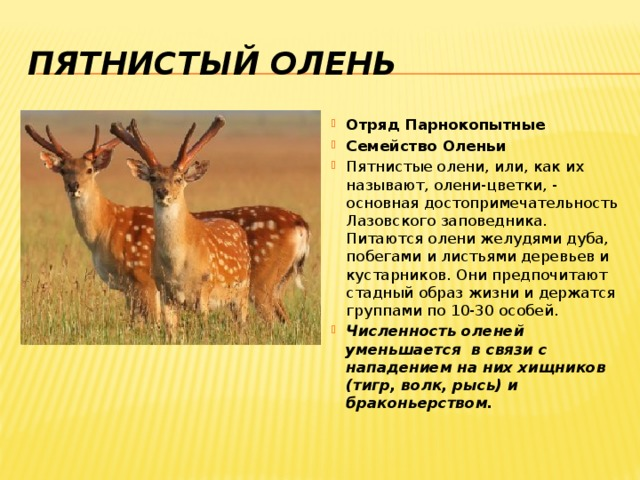 ПЯТНИСТЫЙ ОЛЕНЬ
Отряд Парнокопытные
Семейство Оленьи
Пятнистые олени, или, как их
называют, олени-цветки, -
основная достопримечательность
Лазовского заповедника.
Питаются олени желудями дуба,
побегами и листьями деревьев и
кустарников. Они предпочитают
стадный образ жизни и держатся
группами по 10-30 особей.
Численность оленей
уменьшается в связи с
нападением на них хищников
(тигр, волк, рысь) и
браконьерством.